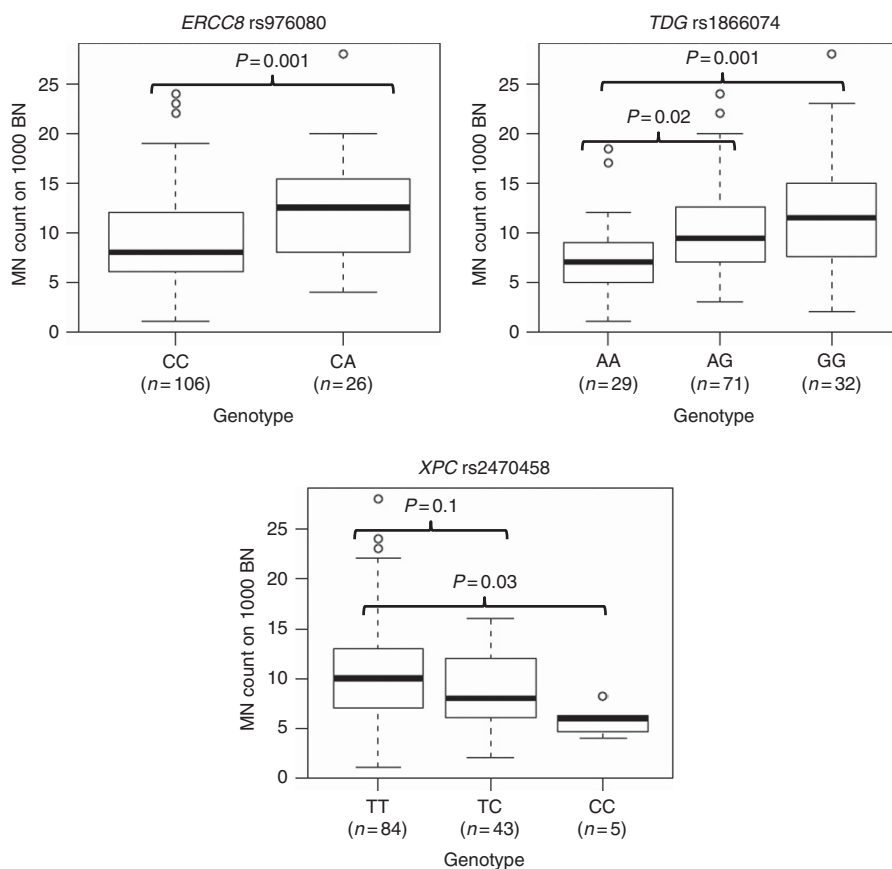 ERCC8 rs976080
MN count on 1000 BN
25
20
15
10
5
0
P=0.001
CC
(n=106)
CA
(n=26)
Genotype
TDG rs1866074
MN count on 1000 BN
25
20
15
10
5
0
P=0.001
P=0.02
AA
(n=29)
AG
(n=71)
GG
(n=32)
Genotype
XPC rs2470458
MN count on 1000 BN
25
20
15
10
5
0
P=0.1
P=0.03
TT
(n=84)
TC
(n=43)
CC
(n=5)
Genotype